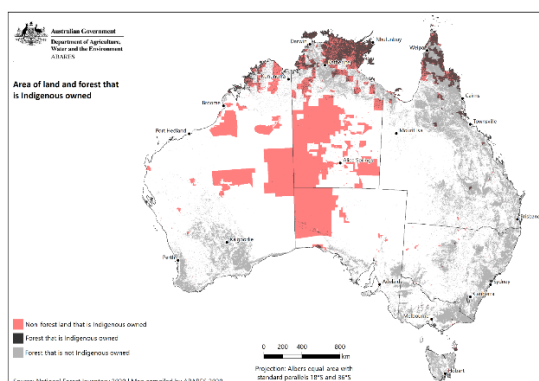 Australian Government
Department of Agriculture,
Water and the Environment
ABARES
Area of land and forest that
is Indigenous owned
Darwin
Nhulunbuy
Weipa
Kununurra
Broome
Cairns
Townsville
Port Hedland
Mount Isa
Alice Springs
Brisbane
Kalgoorlie
Perth
Adelaide
Sydney
Canberra
Melbourne
Hobart
Non-forest land that is Indigenous owned
Forest that is Indigenous owned
Forest that is not Indigenous owned
0 200 400 600 800
km
Projection: Albers equal area with
standard parallels 18°S and 36°S